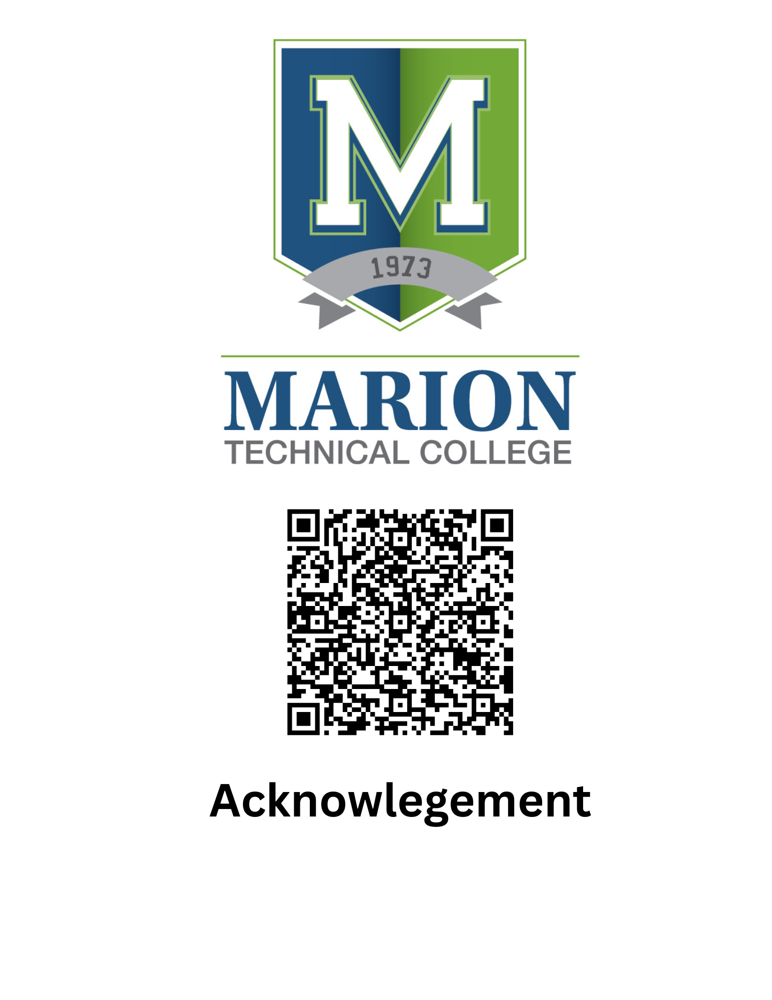 M
1973
MARION
TECHNICAL COLLEGE
Acknowlegement